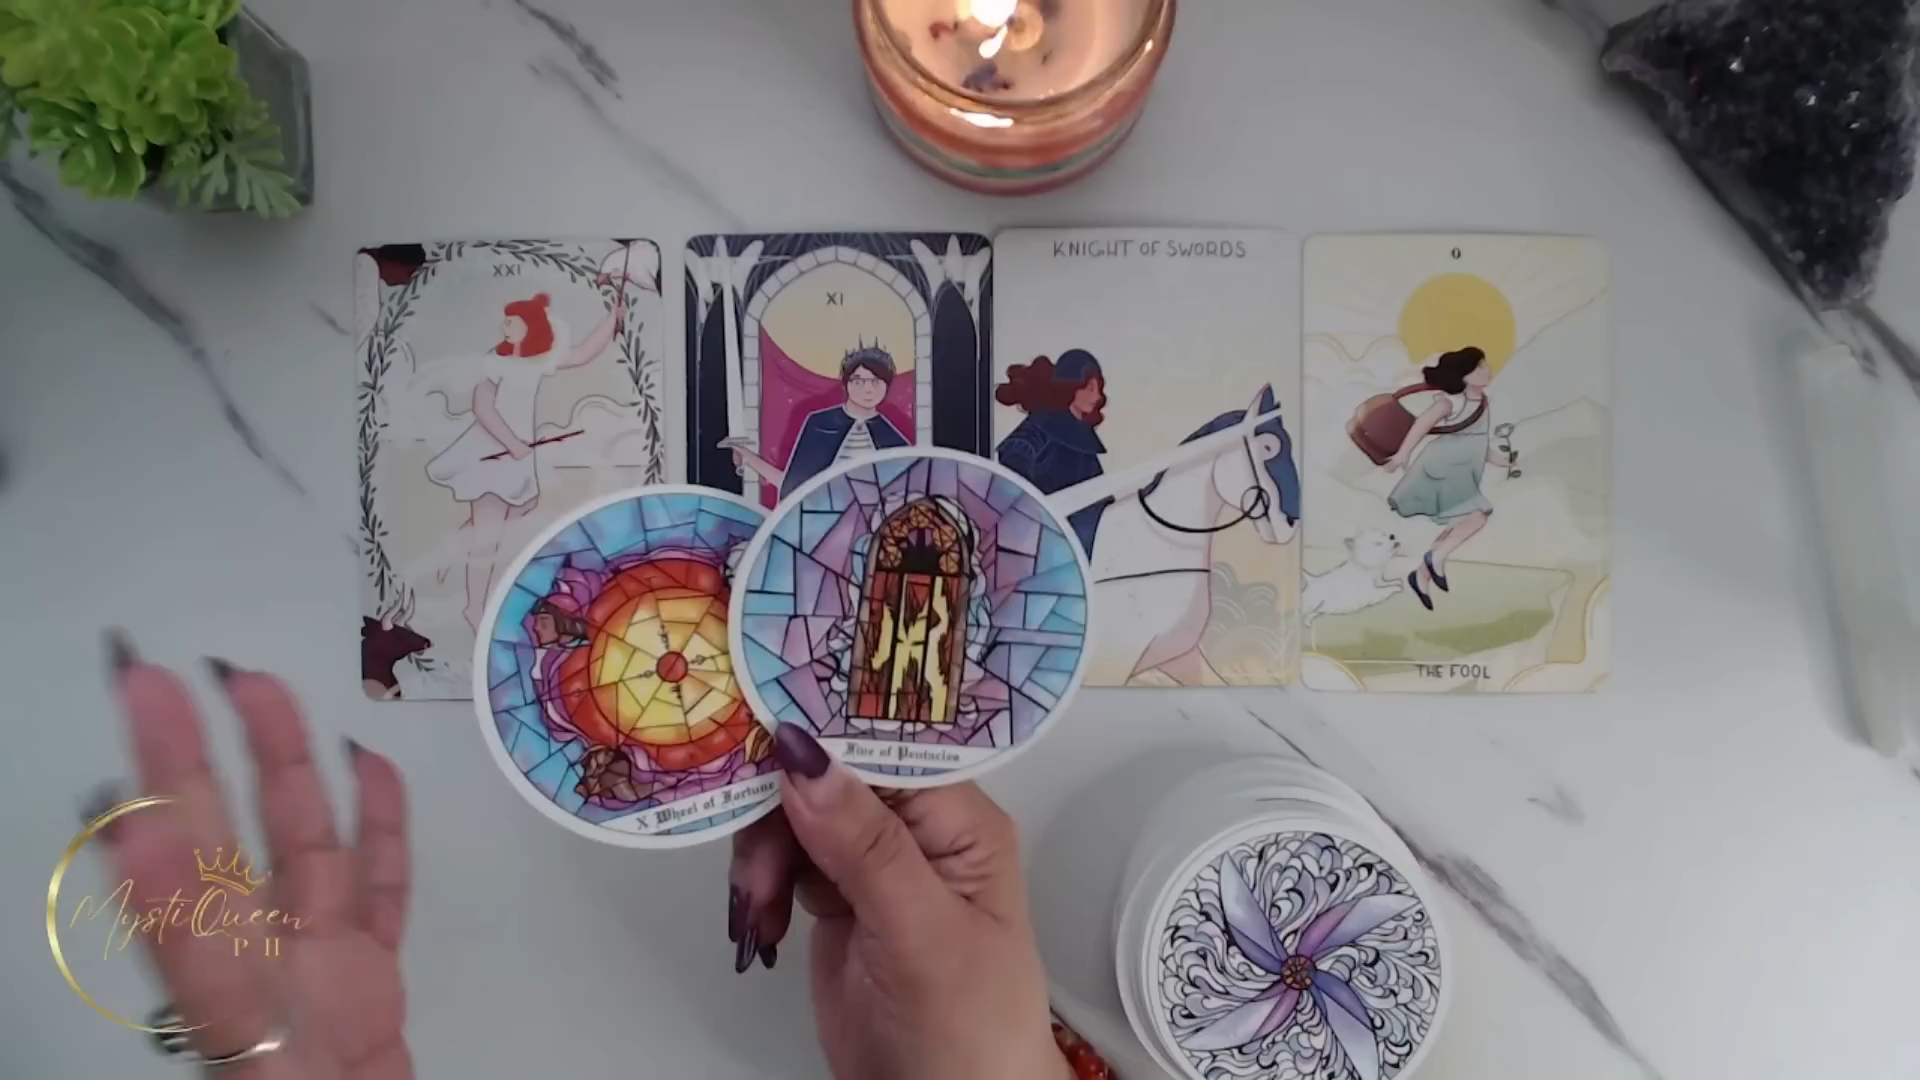 XXI
XI
KNIGHT OF SWORDS
0
THE FOOL
X Wheel of Fortune
Five of Pentacles
MystiQueen
PH